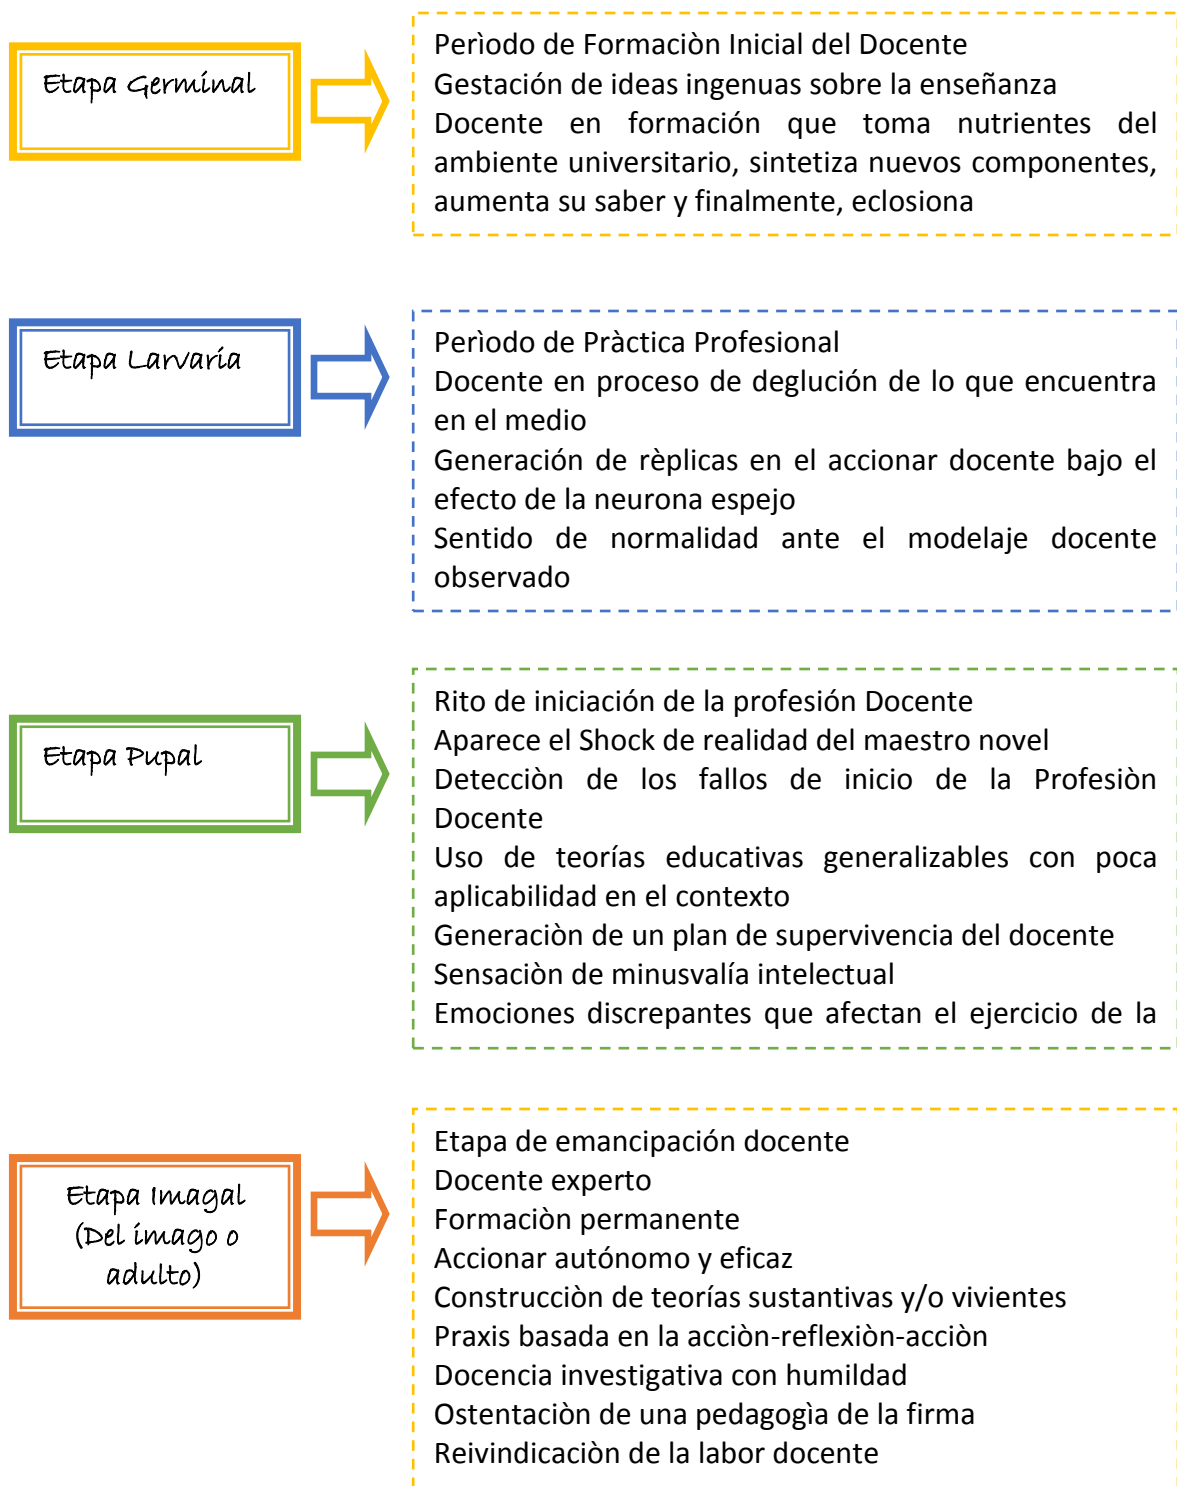 Etapa Germinal
Perìodo de Formaciòn Inicial del Docente
Gestación de ideas ingenuas sobre la enseñanza
Docente en formación que toma nutrientes del
ambiente universitario, sintetiza nuevos componentes,
aumenta su saber y finalmente, eclosiona
Etapa Larvaria
Perìodo de Pràctica Profesional
Docente en proceso de deglución de lo que encuentra
en el medio
Generación de rèplicas en el accionar docente bajo el
efecto de la neurona espejo
Sentido de normalidad ante el modelaje docente
observado
Etapa Pupal
Rito de iniciación de la profesión Docente
Aparece el Shock de realidad del maestro novel
Detecciòn de los fallos de inicio de la Profesiòn
Docente
Uso de teorías educativas generalizables con poca
aplicabilidad en el contexto
Generaciòn de un plan de supervivencia del docente
Sensaciòn de minusvalía intelectual
Emociones discrepantes que afectan el ejercicio de la
Etapa Imagal
(Del imago o
adulto)
Etapa de emancipación docente
Docente experto
Formaciòn permanente
Accionar autónomo y eficaz
Construcciòn de teorías sustantivas y/o vivientes
Praxis basada en la acciòn-reflexiòn-acciòn
Docencia investigativa con humildad
Ostentaciòn de una pedagogìa de la firma
Reivindicaciòn de la labor docente